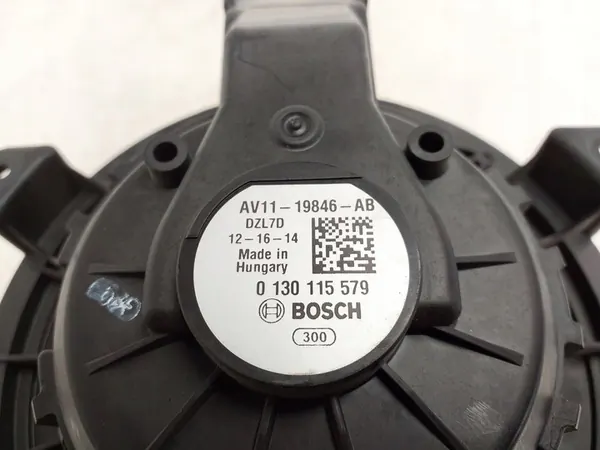 AV11-19846-AB
DZL7D
12-16-14
Made in
Hungary
0 130 115 579
BOSCH
300